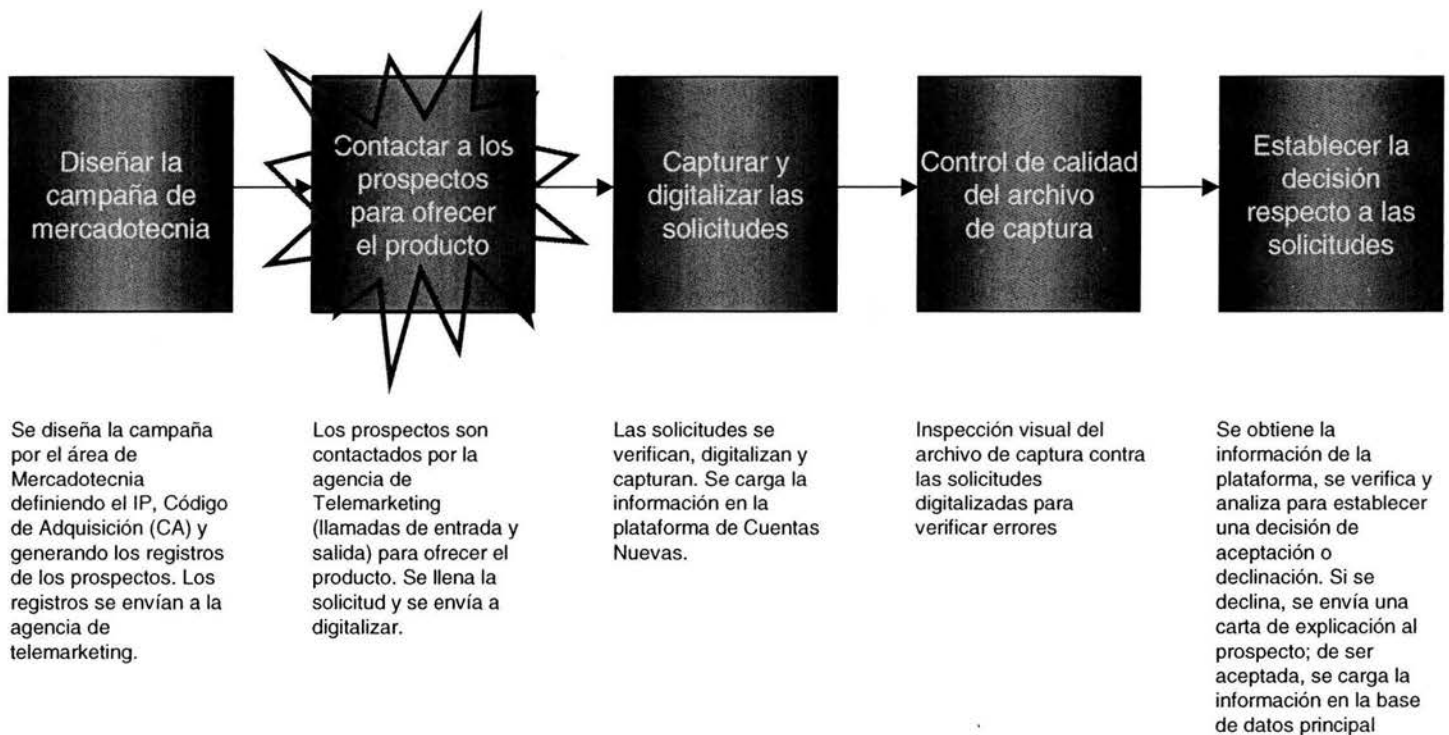 Diseñar la
campaña de
mercadotecnia
Contactar a los
prospectos
para ofrecer
el producto
Capturar y
digitalizar las
solicitudes
Control de calidad
del archivo
de captura
Establecer la
decisión
respecto a las
solicitudes
Se diseña la campaña
por el área de
Mercadotecnia
definiendo el IP, Código
de Adquisición (CA) y
generando los registros
de los prospectos. Los
registros se envían a la
agencia de
telemarketing.
Los prospectos son
contactados por la
agencia de
Telemarketing
(llamadas de entrada y
salida) para ofrecer el
producto. Se llena la
solicitud y se envía a
digitalizar.
Las solicitudes se
verifican, digitalizan y
capturan. Se carga la
información en la
plataforma de Cuentas
Nuevas.
Inspección visual del
archivo de captura contra
las solicitudes
digitalizadas para
verificar errores
Se obtiene la
información de la
plataforma, se verifica y
analiza para establecer
una decisión de
aceptación o
declinación. Si se
declina, se envía una
carta de explicación al
prospecto; de ser
aceptada, se carga la
información en la base
de datos principal